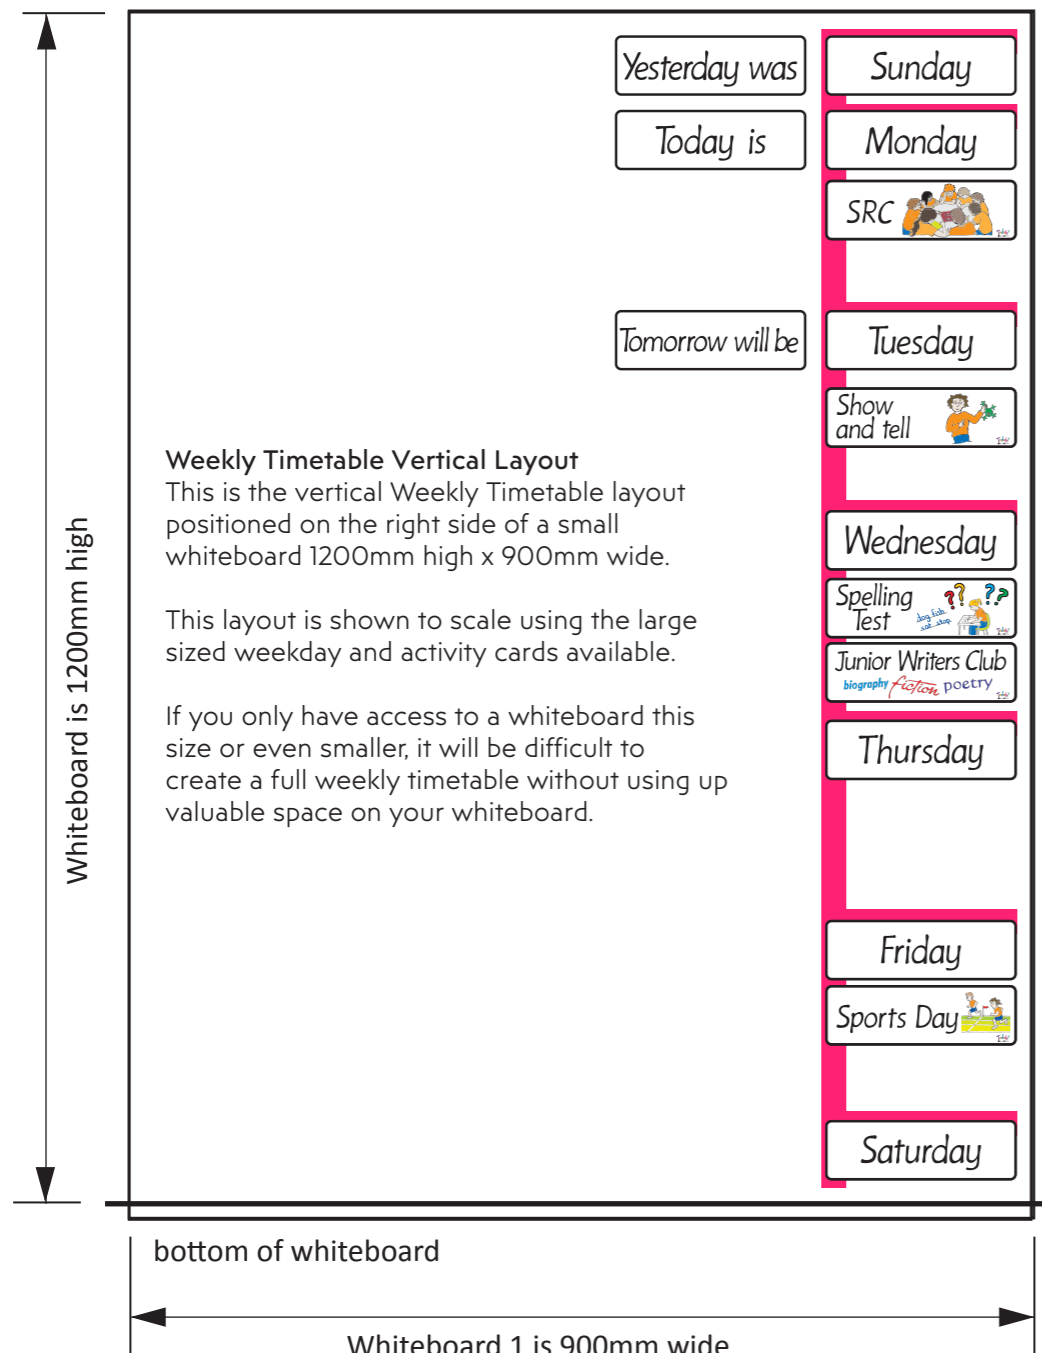 Yesterday was
Sunday
Today is
Monday
SRC
Tomorrow will be
Tuesday
Show
and tell
Weekly Timetable Vertical Layout
This is the vertical Weekly Timetable layout
positioned on the right side of a small
whiteboard 1200mm high x 900mm wide.
This layout is shown to scale using the large
sized weekday and activity cards available.
If you only have access to a whiteboard this
size or even smaller, it will be difficult to
create a full weekly timetable without using up
valuable space on your whiteboard.
Whiteboard is 1200mm high
Wednesday
Spelling
Test
dog fish
cat stop
????
Junior Writers Club
biography fiction poetry
Thursday
Friday
Sports Day
Saturday
bottom of whiteboard
Whiteboard 1 is 900mm wide